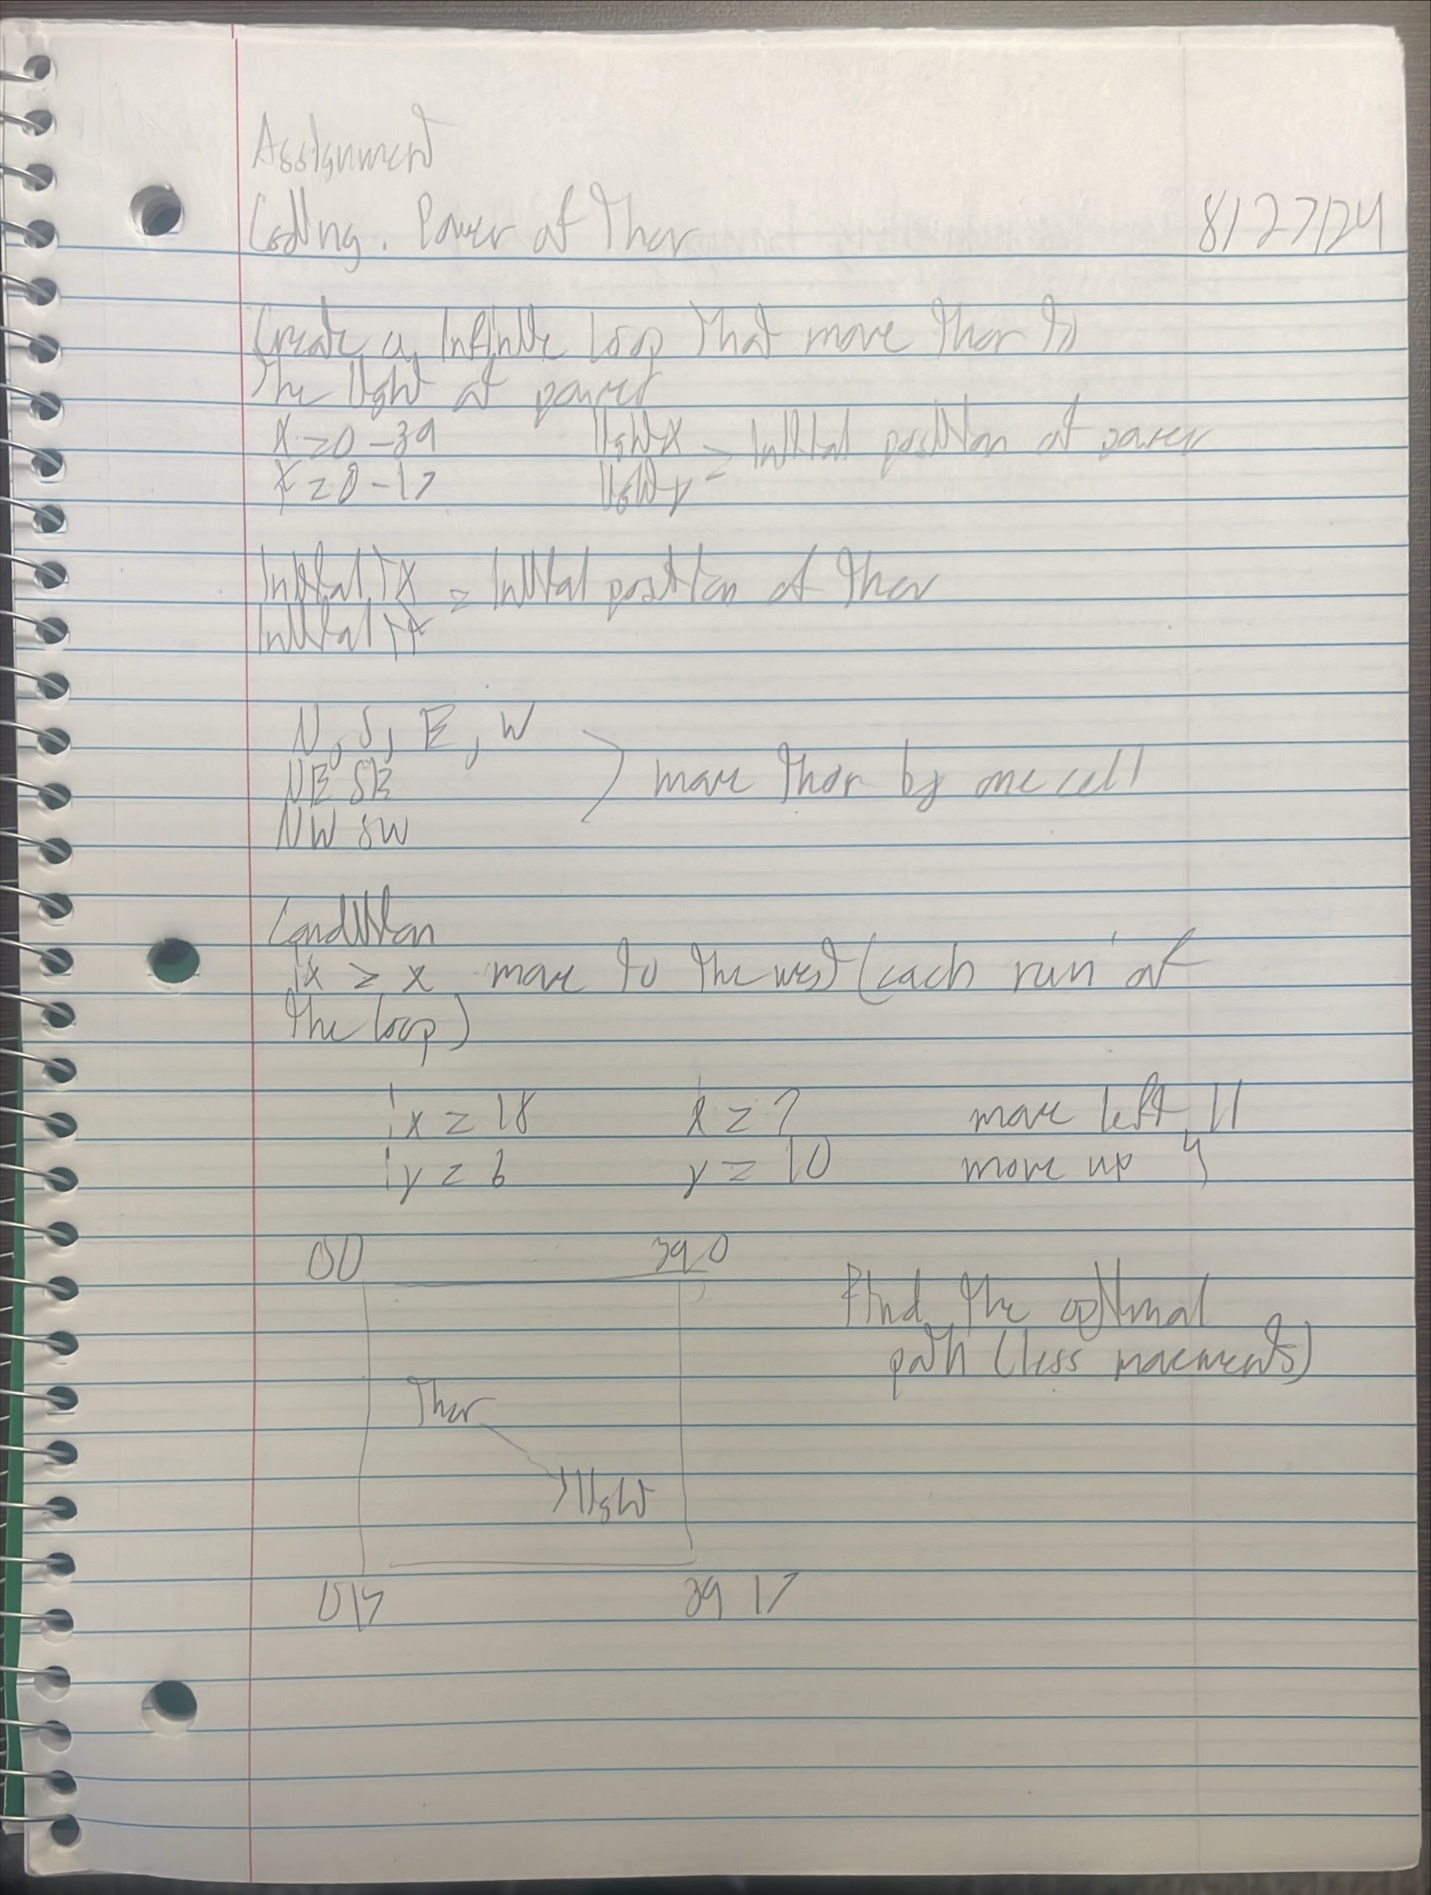 Assignment
Coding. Power of Thor 8/27/24
Create a infinite loop that move thor to
the light of power
X = 0 - 39 lightX
Y = 0 - 17 lightY = initial position of power
initialTX = initial position of thor
initialTY
N, S, E, W
NE SE } move thor by one cell
NW SW
Condition
ix > x move to the west (each run of
the loop)
ix = 18 x = 7 move left 11
iy = 6 y = 10 move up 4
00 39 0
Find the optimal
path (less movements)
Thor
light
0 17 39 17